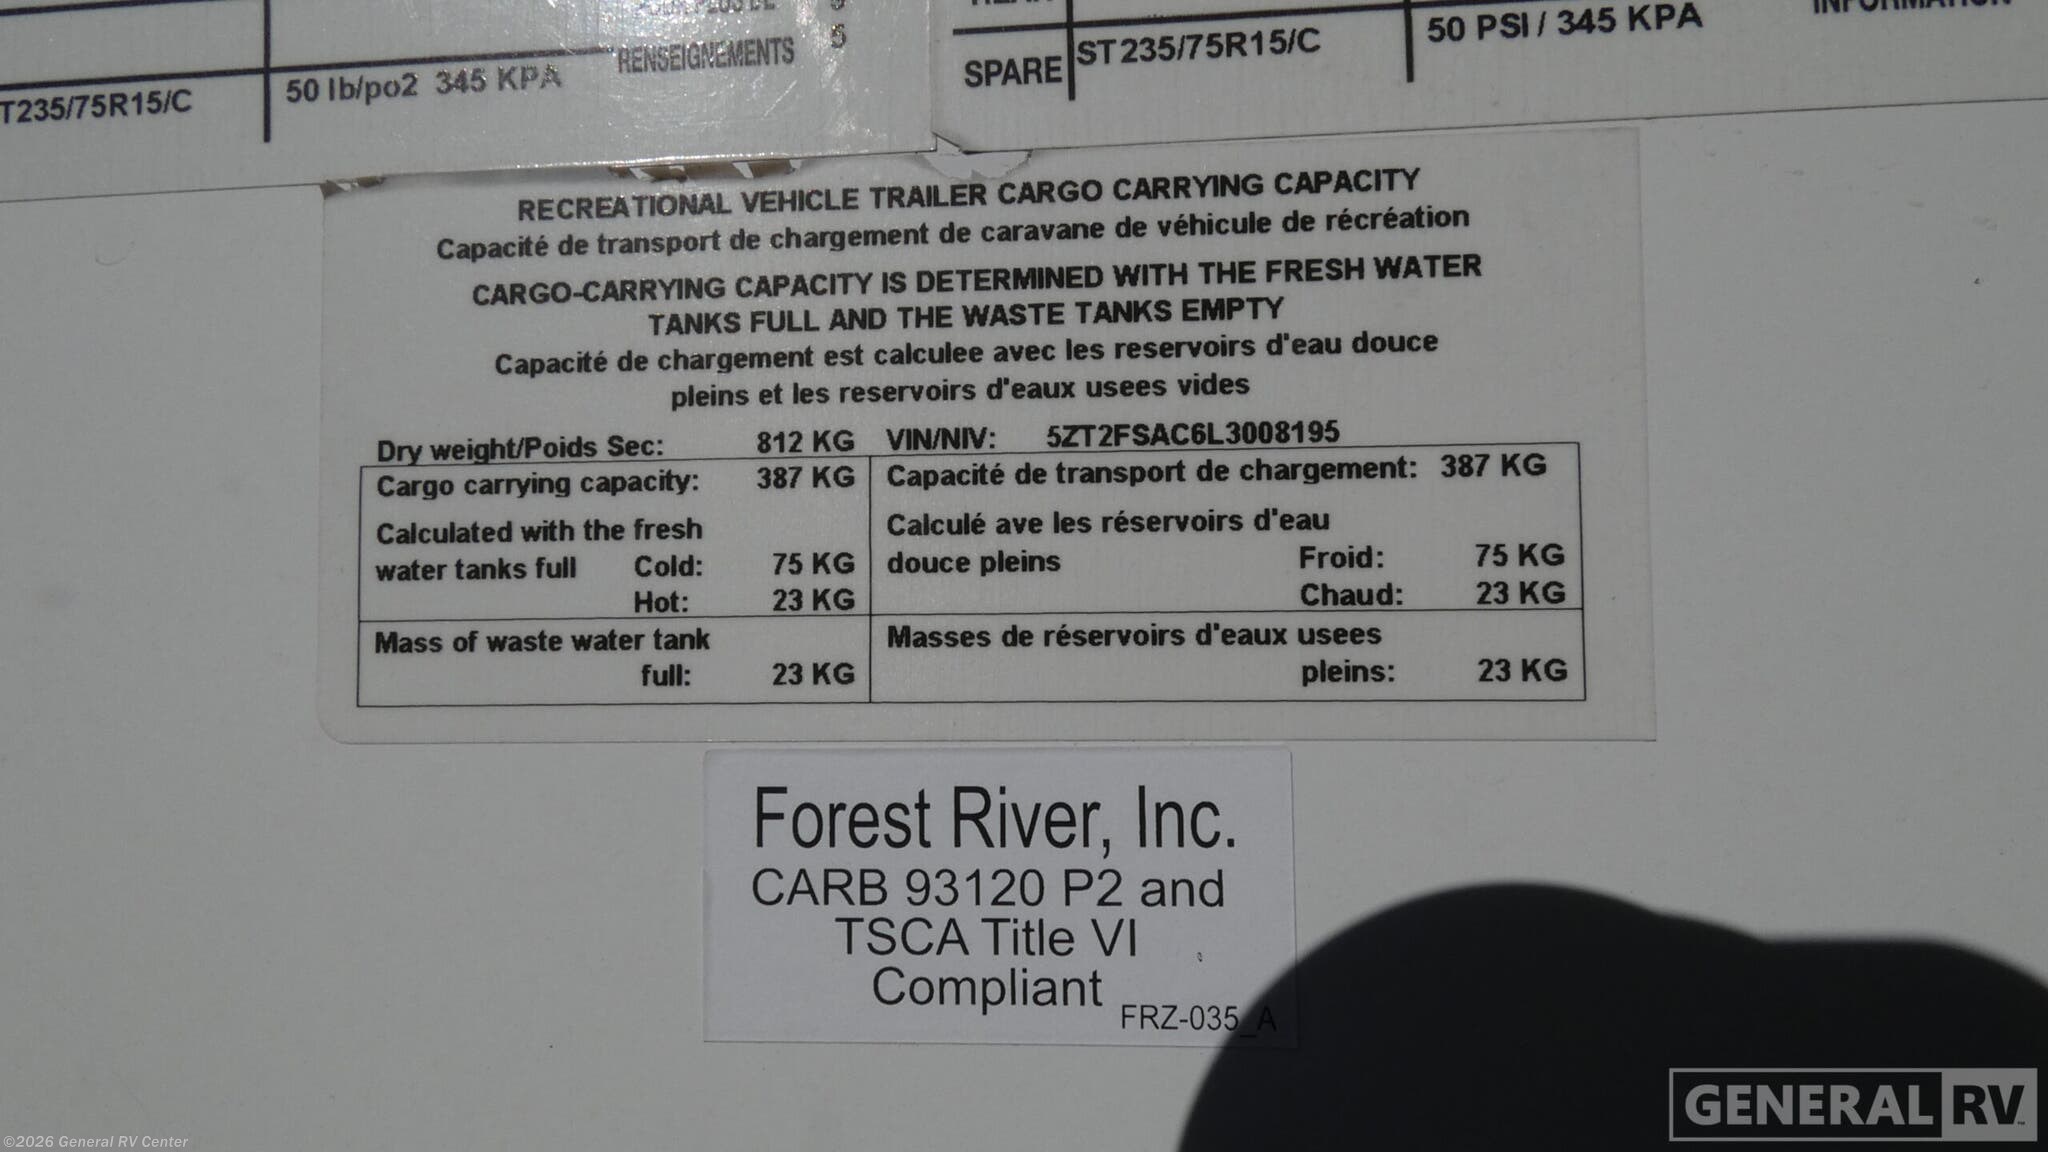 RENSEIGNEMENTS
5
T235/75R15/C
50 lb/po2 345 KPA
SPARE
ST235/75R15/C
50 PSI / 345 KPA
INFORMATION
RECREATIONAL VEHICLE TRAILER CARGO CARRYING CAPACITY
Capacité de transport de chargement de caravane de véhicule de récréation
CARGO-CARRYING CAPACITY IS DETERMINED WITH THE FRESH WATER
TANKS FULL AND THE WASTE TANKS EMPTY
Capacité de chargement est calculee avec les reservoirs d'eau douce
pleins et les reservoirs d'eaux usees vides
Dry weight/Poids Sec: 812 KG VIN/NIV: 5ZT2FSAC6L3008195
Cargo carrying capacity: 387 KG
Calculated with the fresh
water tanks full Cold: 75 KG
Hot: 23 KG
Mass of waste water tank
full: 23 KG
Capacité de transport de chargement: 387 KG
Calculé ave les réservoirs d'eau
douce pleins Froid: 75 KG
Chaud: 23 KG
Masses de réservoirs d'eaux usees
pleins: 23 KG
Forest River, Inc.
CARB 93120 P2 and
TSCA Title VI
Compliant
FRZ-035_A
GENERAL RV
©2026 General RV Center